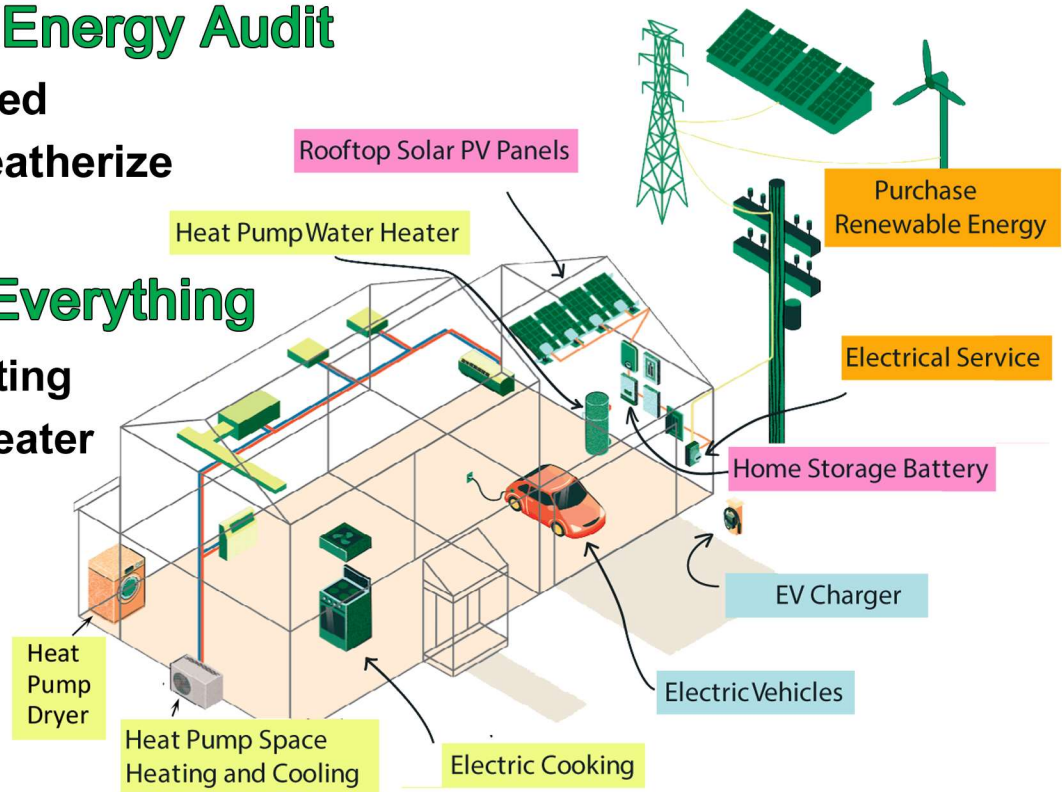 Energy Audit
ed
eatherize
Everything
ting
eater
Rooftop Solar PV Panels
Purchase
Renewable Energy
Heat Pump Water Heater
Electrical Service
Home Storage Battery
EV Charger
Electric Vehicles
Heat
Pump
Dryer
Heat Pump Space
Heating and Cooling
Electric Cooking